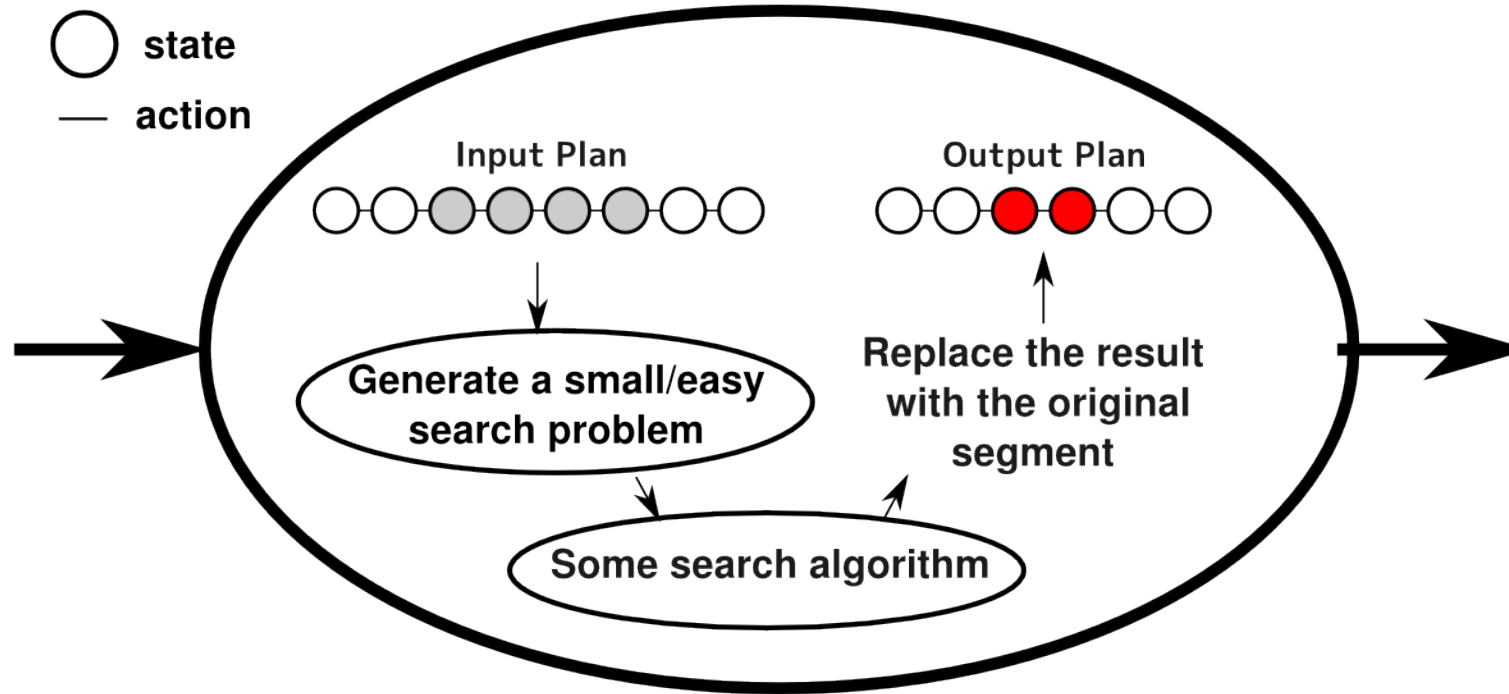 state
action
Input Plan
Output Plan
Generate a small/easy
search problem
Some search algorithm
Replace the result
with the original
segment